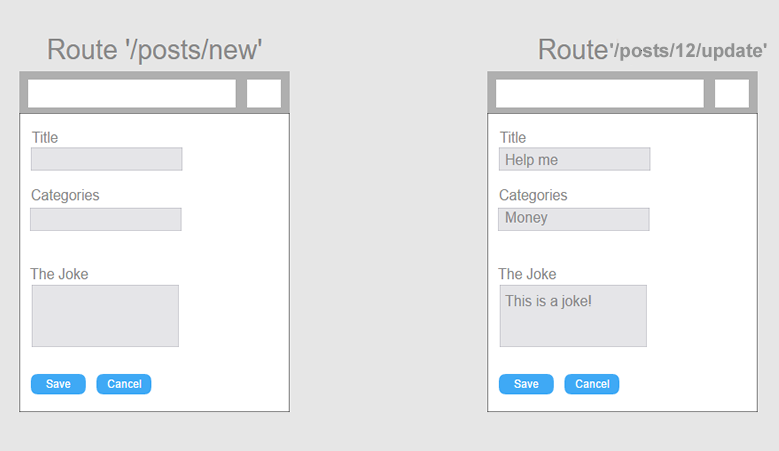 Route '/posts/new'
Title
Categories
The Joke
Save Cancel
Route '/posts/12/update'
Title
Help me
Categories
Money
The Joke
This is a joke!
Save Cancel